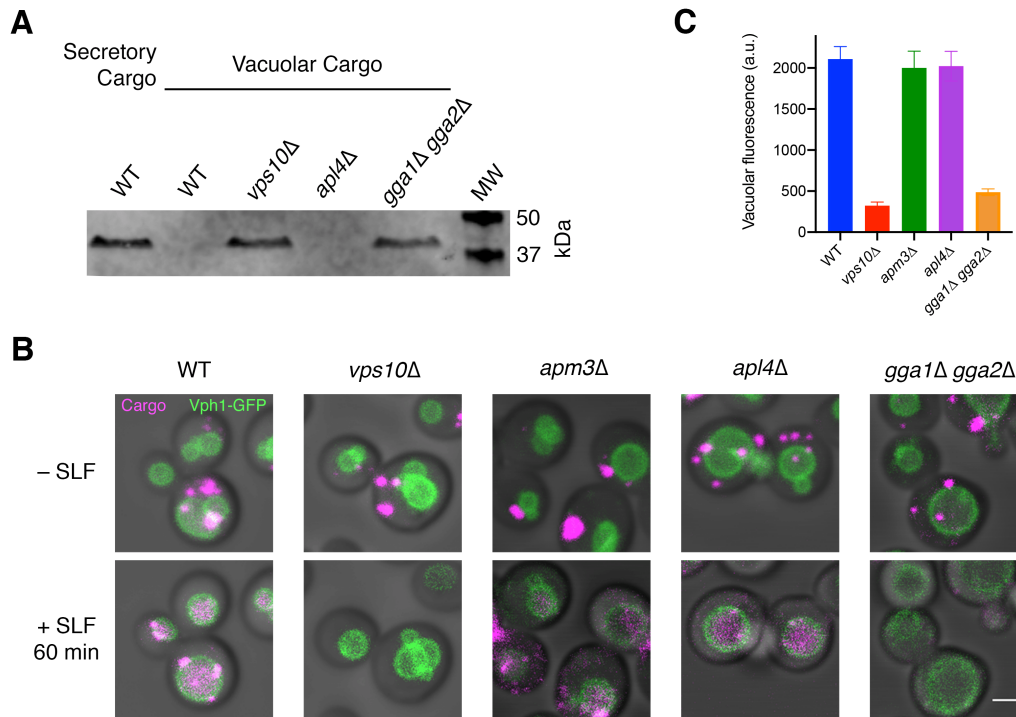 A
Secretory
Cargo
Vacuolar Cargo
WT
WT
vps10Δ
apl4Δ
gga1Δ gga2Δ
MW
50
37
kDa
C
Vacuolar fluorescence (a.u.)
2000
1500
1000
500
0
WT
vps10Δ
apm3Δ
apl4Δ
gga1Δ gga2Δ
B
WT
vps10Δ
apm3Δ
apl4Δ
gga1Δ gga2Δ
Cargo Vph1-GFP
– SLF
+ SLF
60 min